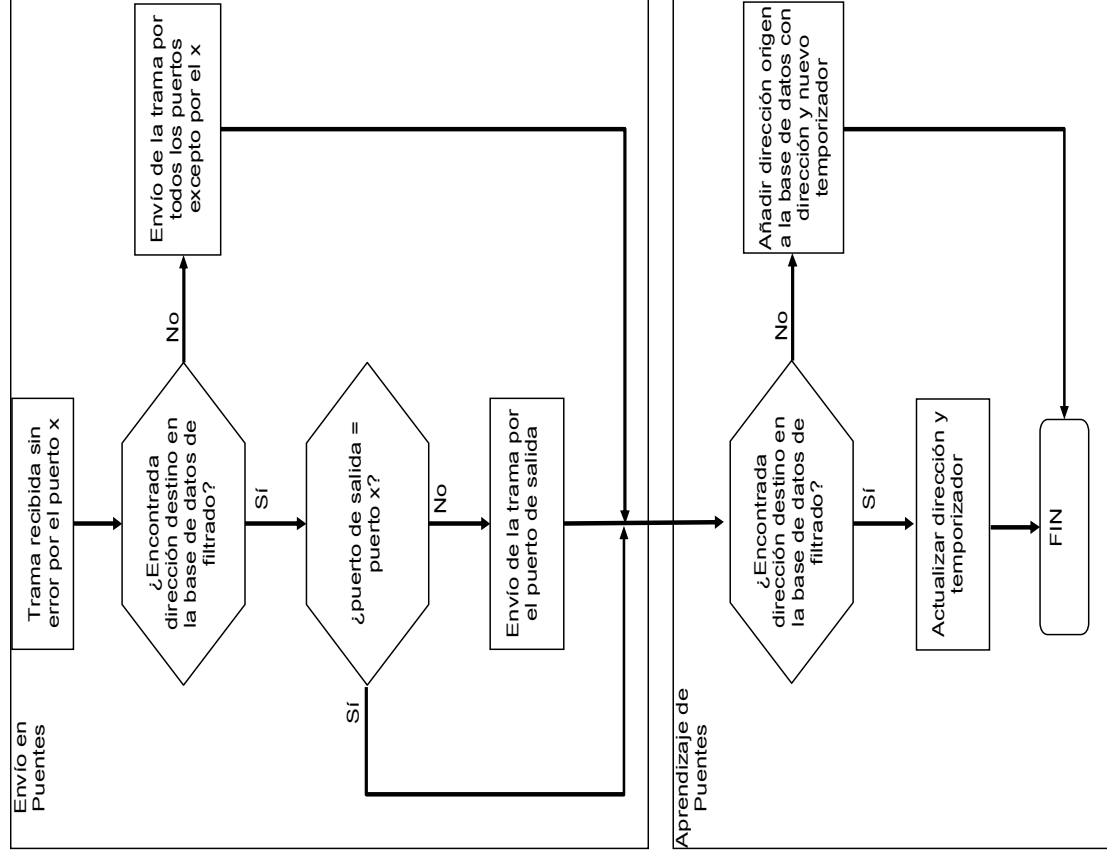 Envío en
Puentes
Trama recibida sin
error por el puerto x
¿Encontrada
dirección destino en
la base de datos de
filtrado?
No
Envío de la trama por
todos los puertos
excepto por el x
Sí
¿puerto de salida =
puerto x?
Sí
No
Envío de la trama por
el puerto de salida
Aprendizaje de
Puentes
¿Encontrada
dirección destino en
la base de datos de
filtrado?
No
Añadir dirección origen
a la base de datos con
dirección y nuevo
temporizador
Sí
Actualizar dirección y
temporizador
FIN